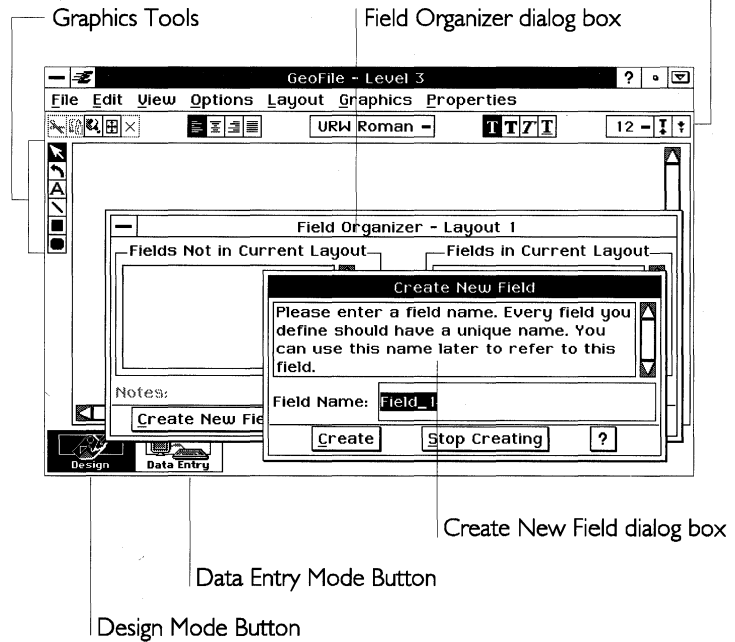 Graphics Tools
Field Organizer dialog box
GeoFile - Level 3
?
File Edit View Options Layout Graphics Properties
URW Roman
T T T T
12
A
Field Organizer - Layout 1
Fields Not in Current Layout
Fields in Current Layout
Create New Field
Please enter a field name. Every field you
define should have a unique name. You
can use this name later to refer to this
field.
Notes:
Field Name: Field_1
Create New Fie
Create Stop Creating ?
Design Data Entry
Create New Field dialog box
Data Entry Mode Button
Design Mode Button